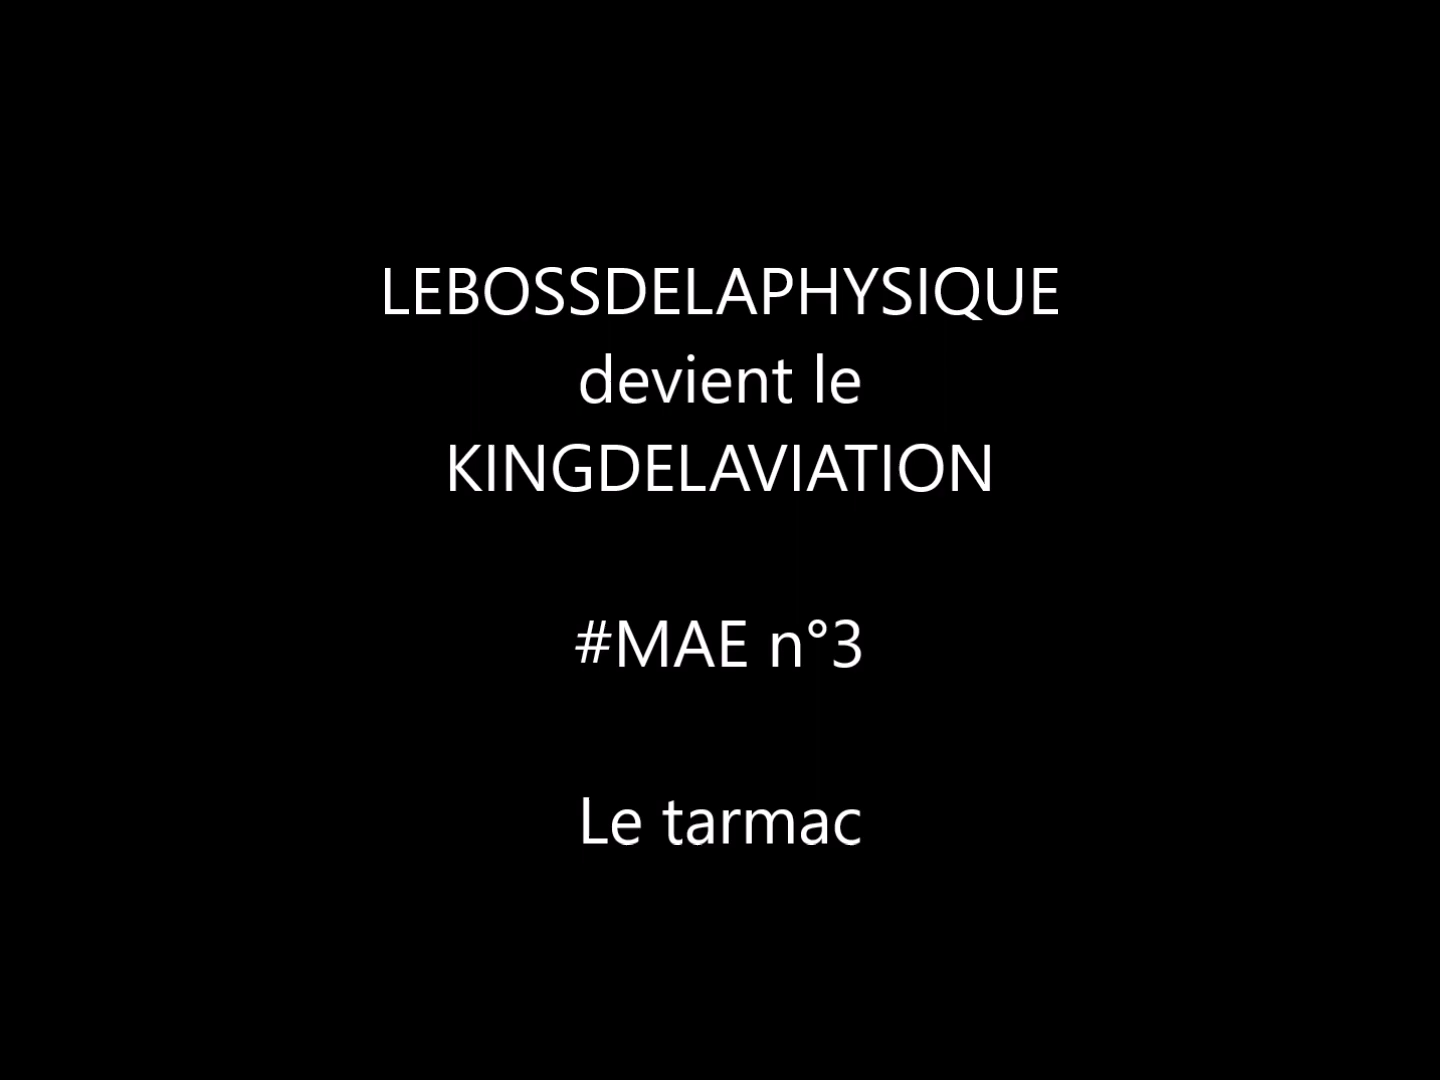 LEBOSSDELAPHYSIQUE
devient le
KINGDELAVIATION
#MAE n°3
Le tarmac